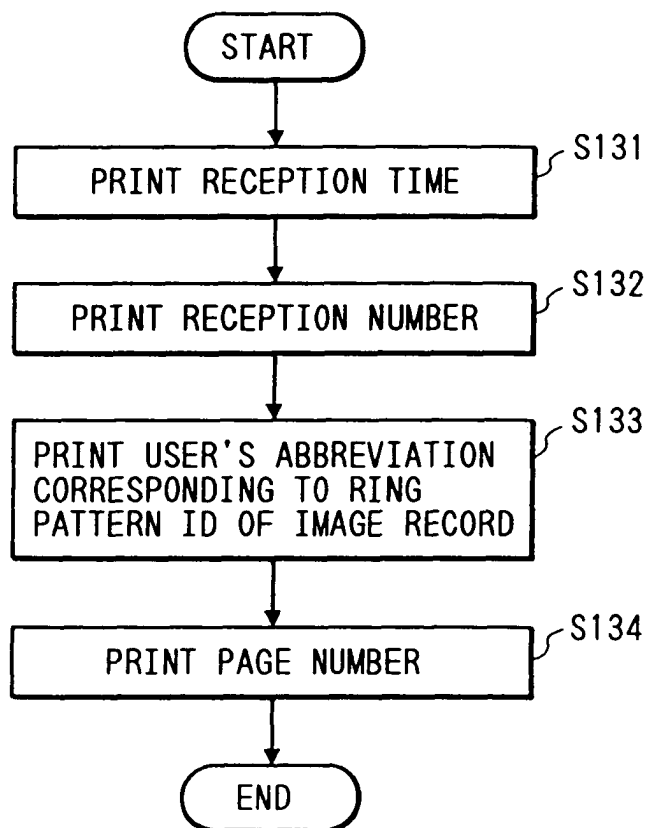 START
S131
PRINT RECEPTION TIME
S132
PRINT RECEPTION NUMBER
S133
PRINT USER'S ABBREVIATION
CORRESPONDING TO RING
PATTERN ID OF IMAGE RECORD
S134
PRINT PAGE NUMBER
END